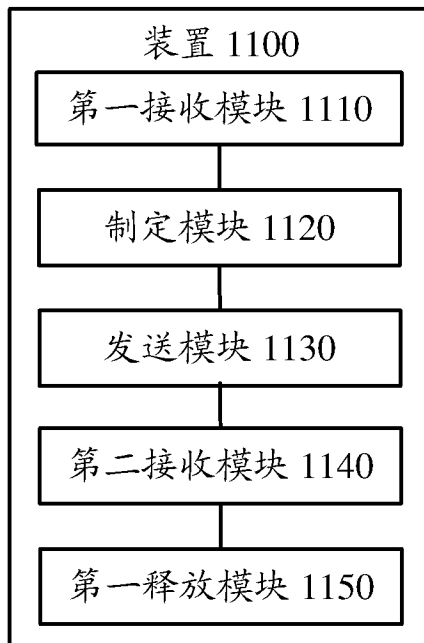 装置 1100
第一接收模块 1110
制定模块 1120
发送模块 1130
第二接收模块 1140
第一释放模块 1150